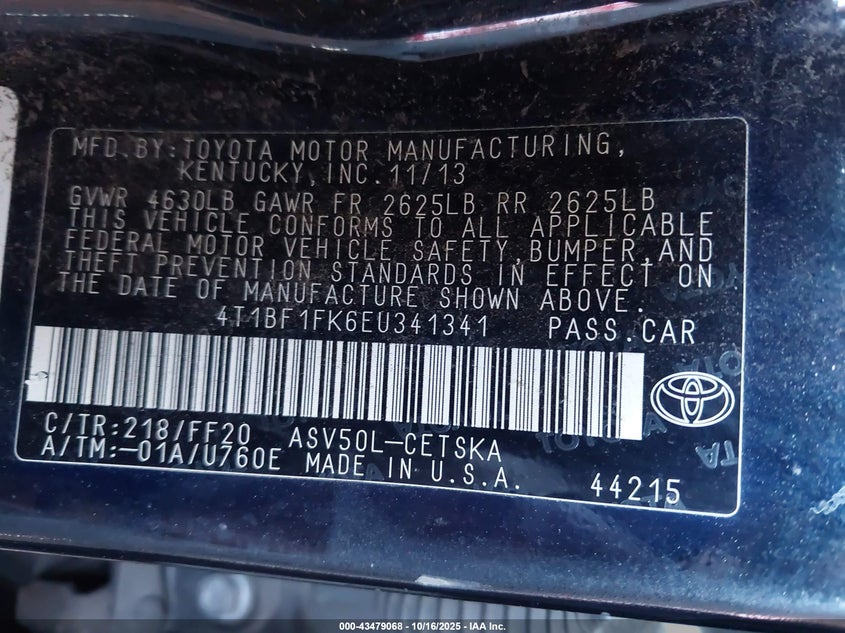 MFD.BY:TOYOTA MOTOR MANUFACTURING,
KENTUCKY,INC.11/13
GVWR 4630LB GAWR FR 2625LB RR 2625LB
THIS VEHICLE CONFORMS TO ALL APPLICABLE
FEDERAL MOTOR VEHICLE SAFETY,BUMPER,AND
THEFT PREVENTION STANDARDS IN EFFECT ON
THE DATE OF MANUFACTURE SHOWN ABOVE.
4T1BF1FK6EU341341 PASS.CAR
C/TR:218/FF20 ASV50L-CETSKA
A/TM:-01A/U760E MADE IN U.S.A.
44215
000-43479068 - 10/16/2025 - IAA Inc.